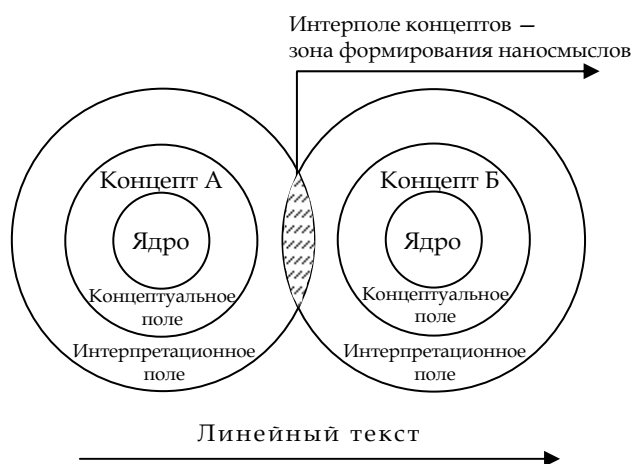 Интерполе концептов —
зона формирования наносмыслов
Концепт А
Ядро
Концептуальное
поле
Интерпретационное
поле
Концепт Б
Ядро
Концептуальное
поле
Интерпретационное
поле
Линейный текст